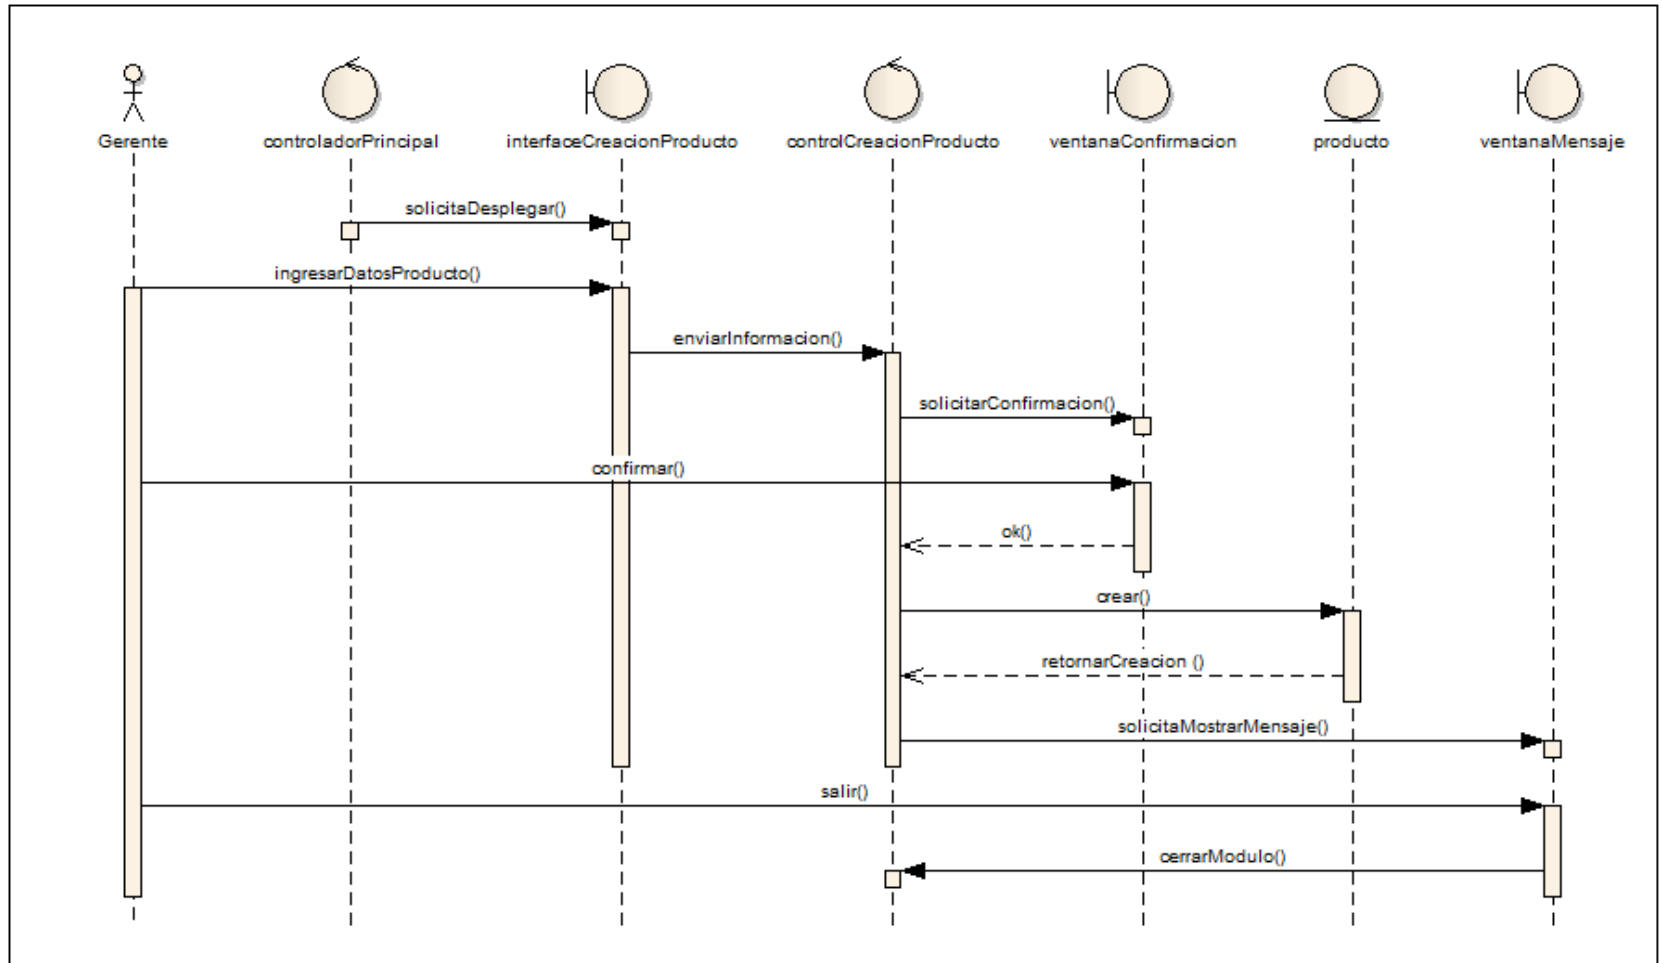 Gerente
controladorPrincipal
interfaceCreacionProducto
controlCreacionProducto
ventanaConfirmacion
producto
ventanaMensaje
solicitaDesplegar()
ingresarDatosProducto()
enviarInformacion()
solicitarConfirmacion()
confirmar()
ok()
crear()
retornarCreacion ()
solicitaMostrarMensaje()
salir()
cerrarModulo()